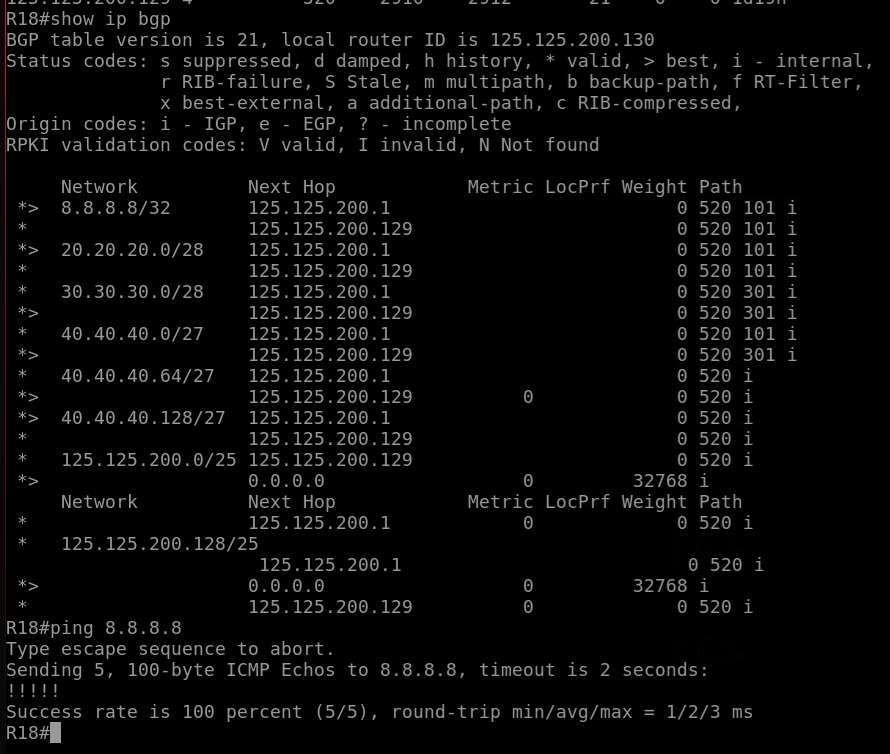 R18#show ip bgp
BGP table version is 21, local router ID is 125.125.200.130
Status codes: s suppressed, d damped, h history, * valid, > best, i - internal,
              r RIB-failure, S Stale, m multipath, b backup-path, f RT-Filter,
              x best-external, a additional-path, c RIB-compressed,
Origin codes: i - IGP, e - EGP, ? - incomplete
RPKI validation codes: V valid, I invalid, N Not found

     Network          Next Hop            Metric LocPrf Weight Path
 *>  8.8.8.8/32       125.125.200.1                          0 520 101 i
 *                    125.125.200.129                        0 520 101 i
 *>  20.20.20.0/28    125.125.200.1                          0 520 101 i
 *                    125.125.200.129                        0 520 101 i
 *   30.30.30.0/28    125.125.200.1                          0 520 301 i
 *>                   125.125.200.129                        0 520 301 i
 *   40.40.40.0/27    125.125.200.1                          0 520 101 i
 *>                   125.125.200.129                        0 520 301 i
 *   40.40.40.64/27   125.125.200.1                          0 520 i
 *>                   125.125.200.129          0             0 520 i
 *>  40.40.40.128/27  125.125.200.1                          0 520 i
 *                    125.125.200.129                        0 520 i
 *   125.125.200.0/25 125.125.200.129                        0 520 i
 *>                   0.0.0.0                  0         32768 i
     Network          Next Hop            Metric LocPrf Weight Path
 *                    125.125.200.1            0             0 520 i
 *   125.125.200.128/25
                       125.125.200.1                          0 520 i
 *>                   0.0.0.0                  0         32768 i
 *                    125.125.200.129          0             0 520 i
R18#ping 8.8.8.8
Type escape sequence to abort.
Sending 5, 100-byte ICMP Echos to 8.8.8.8, timeout is 2 seconds:
!!!!!
Success rate is 100 percent (5/5), round-trip min/avg/max = 1/2/3 ms
R18#